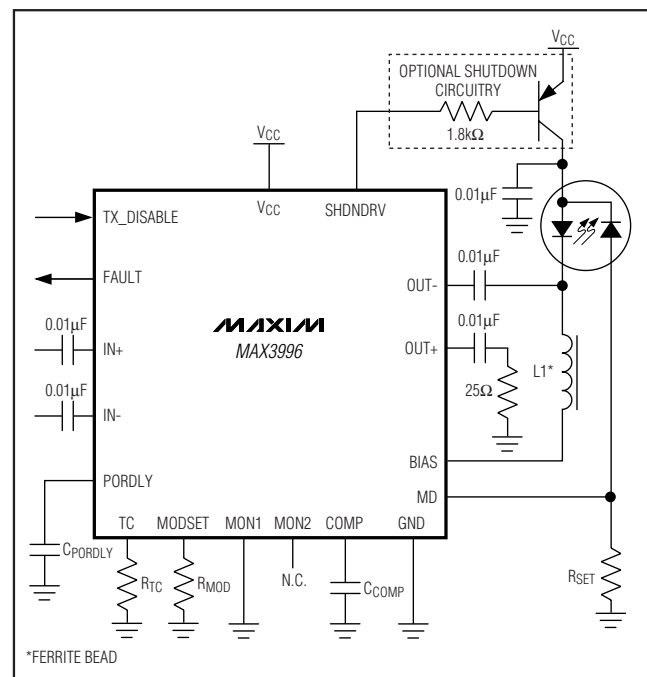 VCC
OPTIONAL SHUTDOWN
CIRCUITRY
1.8kΩ
VCC
0.01µF
TX_DISABLE
VCC
SHDNDRV
FAULT
0.01µF
OUT-
0.01µF
IN+
MAXIM
MAX3996
0.01µF
OUT+
L1*
0.01µF
IN-
25Ω
BIAS
PORDLY
MD
TC
MODSET
MON1
MON2
COMP
GND
CPORDLY
RTC
RMOD
N.C.
CCOMP
RSET
*FERRITE BEAD